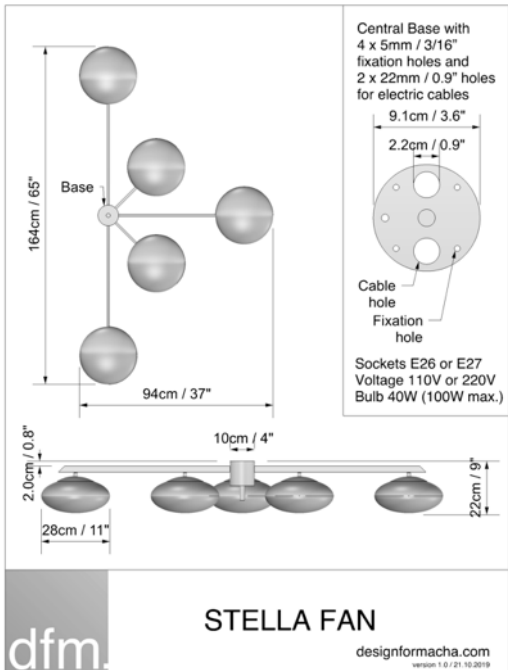 Central Base with
4 x 5mm / 3/16"
fixation holes and
2 x 22mm / 0.9" holes
for electric cables
9.1cm / 3.6"
2.2cm / 0.9"
Base
164cm / 65"
Cable
hole
Fixation
hole
Sockets E26 or E27
Voltage 110V or 220V
Bulb 40W (100W max.)
94cm / 37"
10cm / 4"
2.0cm / 0.8"
22cm / 9"
28cm / 11"
dfm.
STELLA FAN
designformacha.com
version 1.0 / 21.10.2019